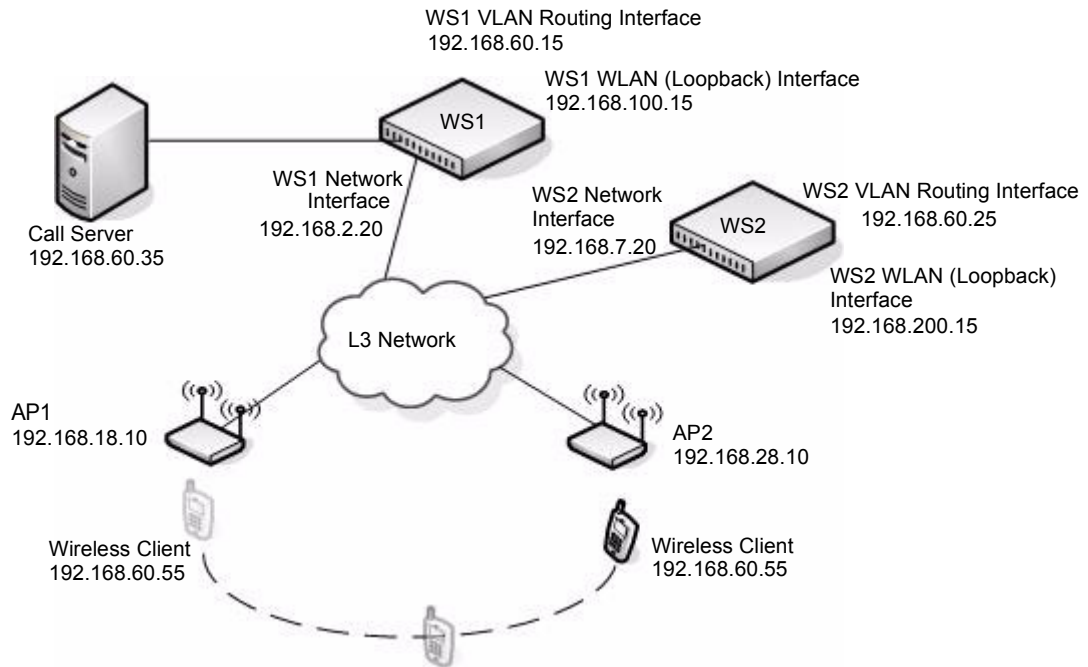 WS1 VLAN Routing Interface
192.168.60.15
WS1 WLAN (Loopback) Interface
192.168.100.15
WS1
WS1 Network
Interface
192.168.2.20
Call Server
192.168.60.35
WS2 Network
Interface
192.168.7.20
WS2
WS2 VLAN Routing Interface
192.168.60.25
WS2 WLAN (Loopback)
Interface
192.168.200.15
L3 Network
AP1
192.168.18.10
AP2
192.168.28.10
Wireless Client
192.168.60.55
Wireless Client
192.168.60.55